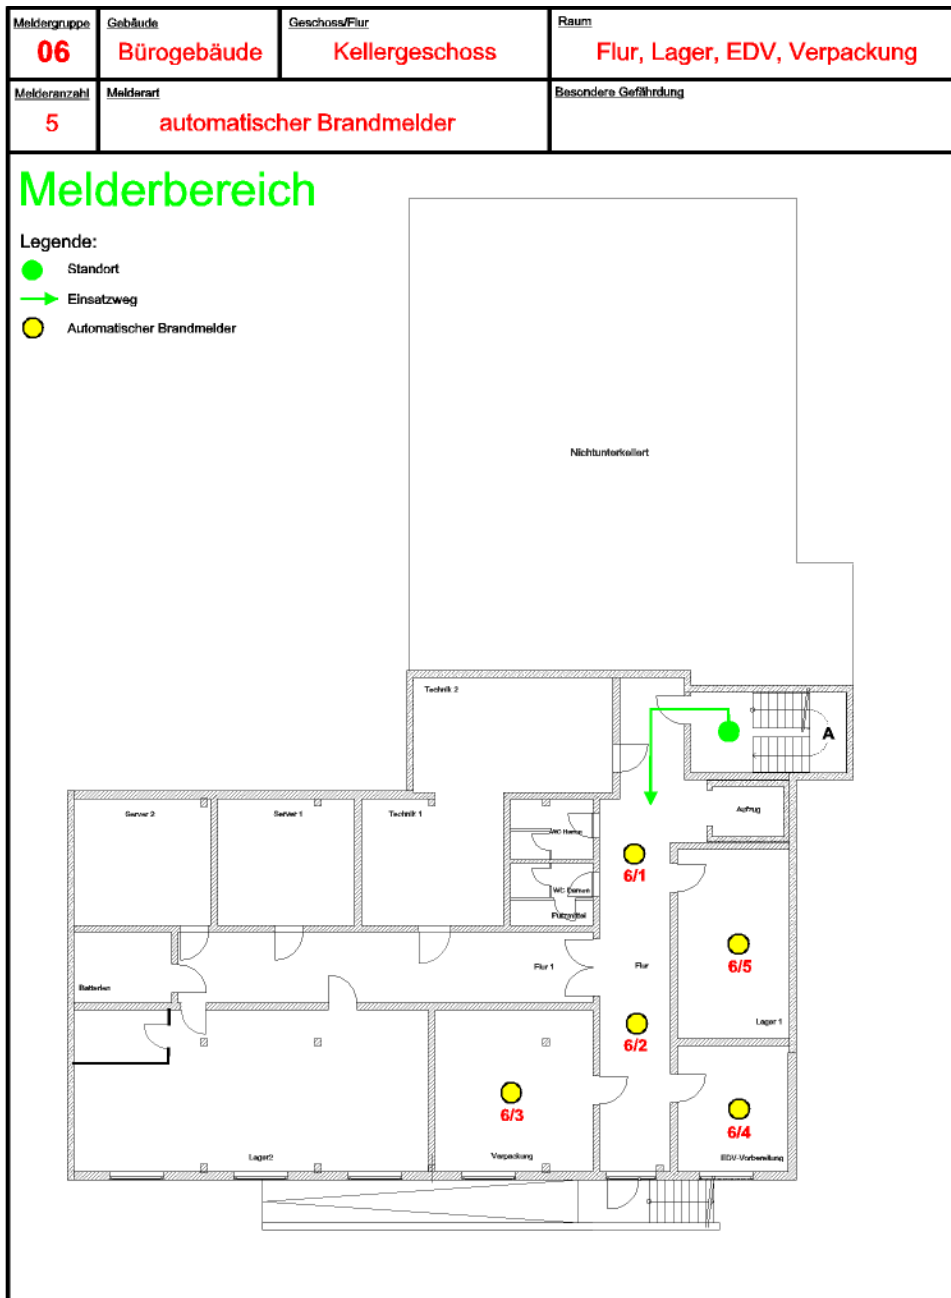 Meldergruppe
06
Gebäude
Bürogebäude
Geschoss/Flur
Kellergeschoss
Raum
Flur, Lager, EDV, Verpackung
Melderanzahl
5
Melderart
automatischer Brandmelder
Besondere Gefährdung
Melderbereich
Legende:
Standort
Einsatzweg
Automatischer Brandmelder
Nichtunterkellert
Technik 2
A
Server 2
Server 1
Technik 1
Aufzug
WC Herren
6/1
WC Damen
Putzmittel
6/5
Flur 1
Flur
Batterien
Lager 1
6/2
6/3
6/4
Lager2
Verpackung
EDV-Vorbereitung